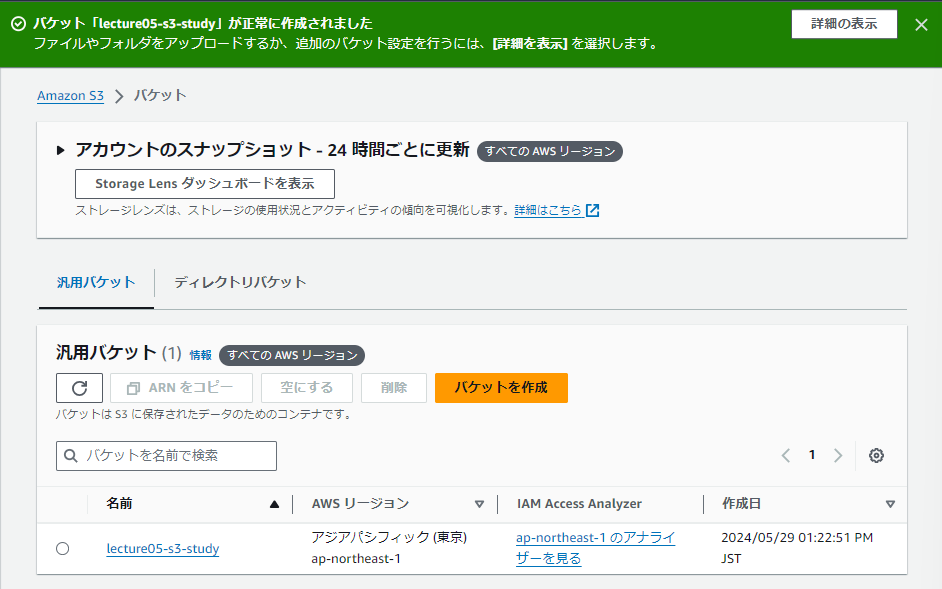 バケット「lecture05-s3-study」が正常に作成されました
ファイルやフォルダをアップロードするか、追加のバケット設定を行うには、[詳細を表示] を選択します。
詳細の表示
Amazon S3
バケット
アカウントのスナップショット - 24 時間ごとに更新
すべての AWS リージョン
Storage Lens ダッシュボードを表示
ストレージレンズは、ストレージの使用状況とアクティビティの傾向を可視化します。詳細はこちら
汎用バケット
ディレクトリバケット
汎用バケット (1) 情報
すべての AWS リージョン
ARN をコピー
空にする
削除
バケットを作成
バケットは S3 に保存されたデータのためのコンテナです。
バケットを名前で検索
1
名前
AWS リージョン
IAM Access Analyzer
作成日
lecture05-s3-study
アジアパシフィック (東京)
ap-northeast-1
ap-northeast-1 のアナライ
ザーを見る
2024/05/29 01:22:51 PM
JST